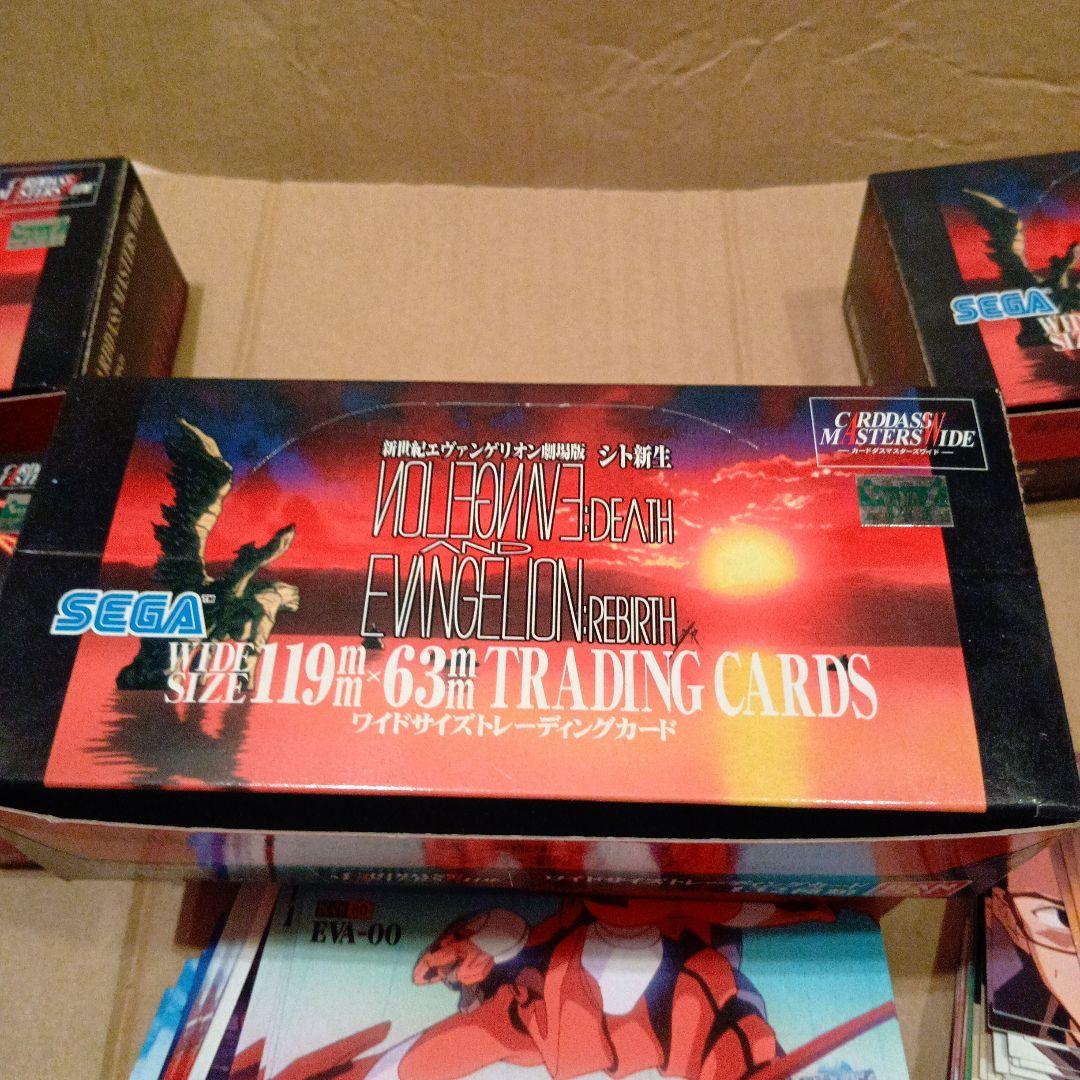 CARDDASS
MASTERS WIDE
カードダスマスターズワイド
新世紀エヴァンゲリオン劇場版 シト新生
EVANGELION:DEATH
AND
EVANGELION:REBIRTH
SEGA™
WIDE SIZE 119mm×63mm TRADING CARDS
ワイドサイズトレーディングカード
SEGA™
EVA-00